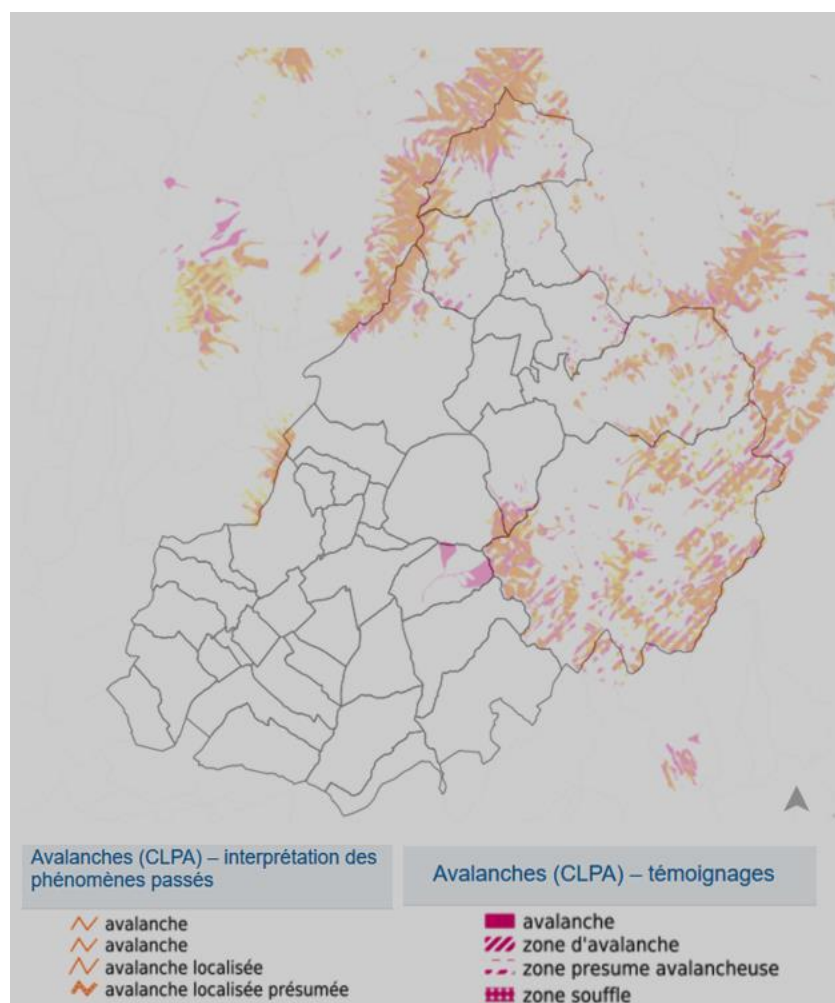 Avalanches (CLPA) – interprétation des
phénomènes passés
avalanche
avalanche
avalanche localisée
avalanche localisée présumée
Avalanches (CLPA) – témoignages
avalanche
zone d'avalanche
zone presume avalancheuse
zone souffle